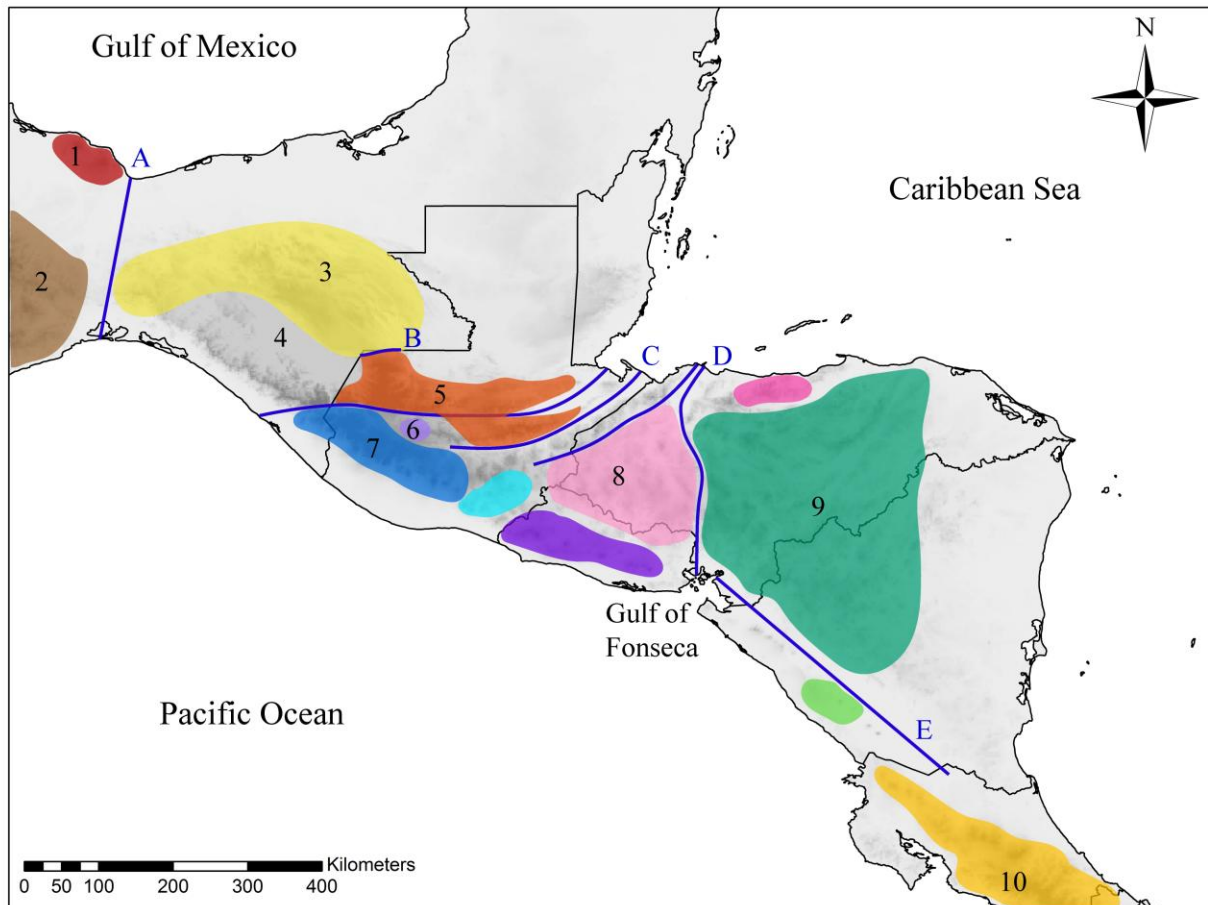 Gulf of Mexico
N
1
A
Caribbean Sea
2
3
4
B
C
D
5
6
7
8
9
Gulf of
Fonseca
Pacific Ocean
E
Kilometers
0 50 100 200 300 400
10